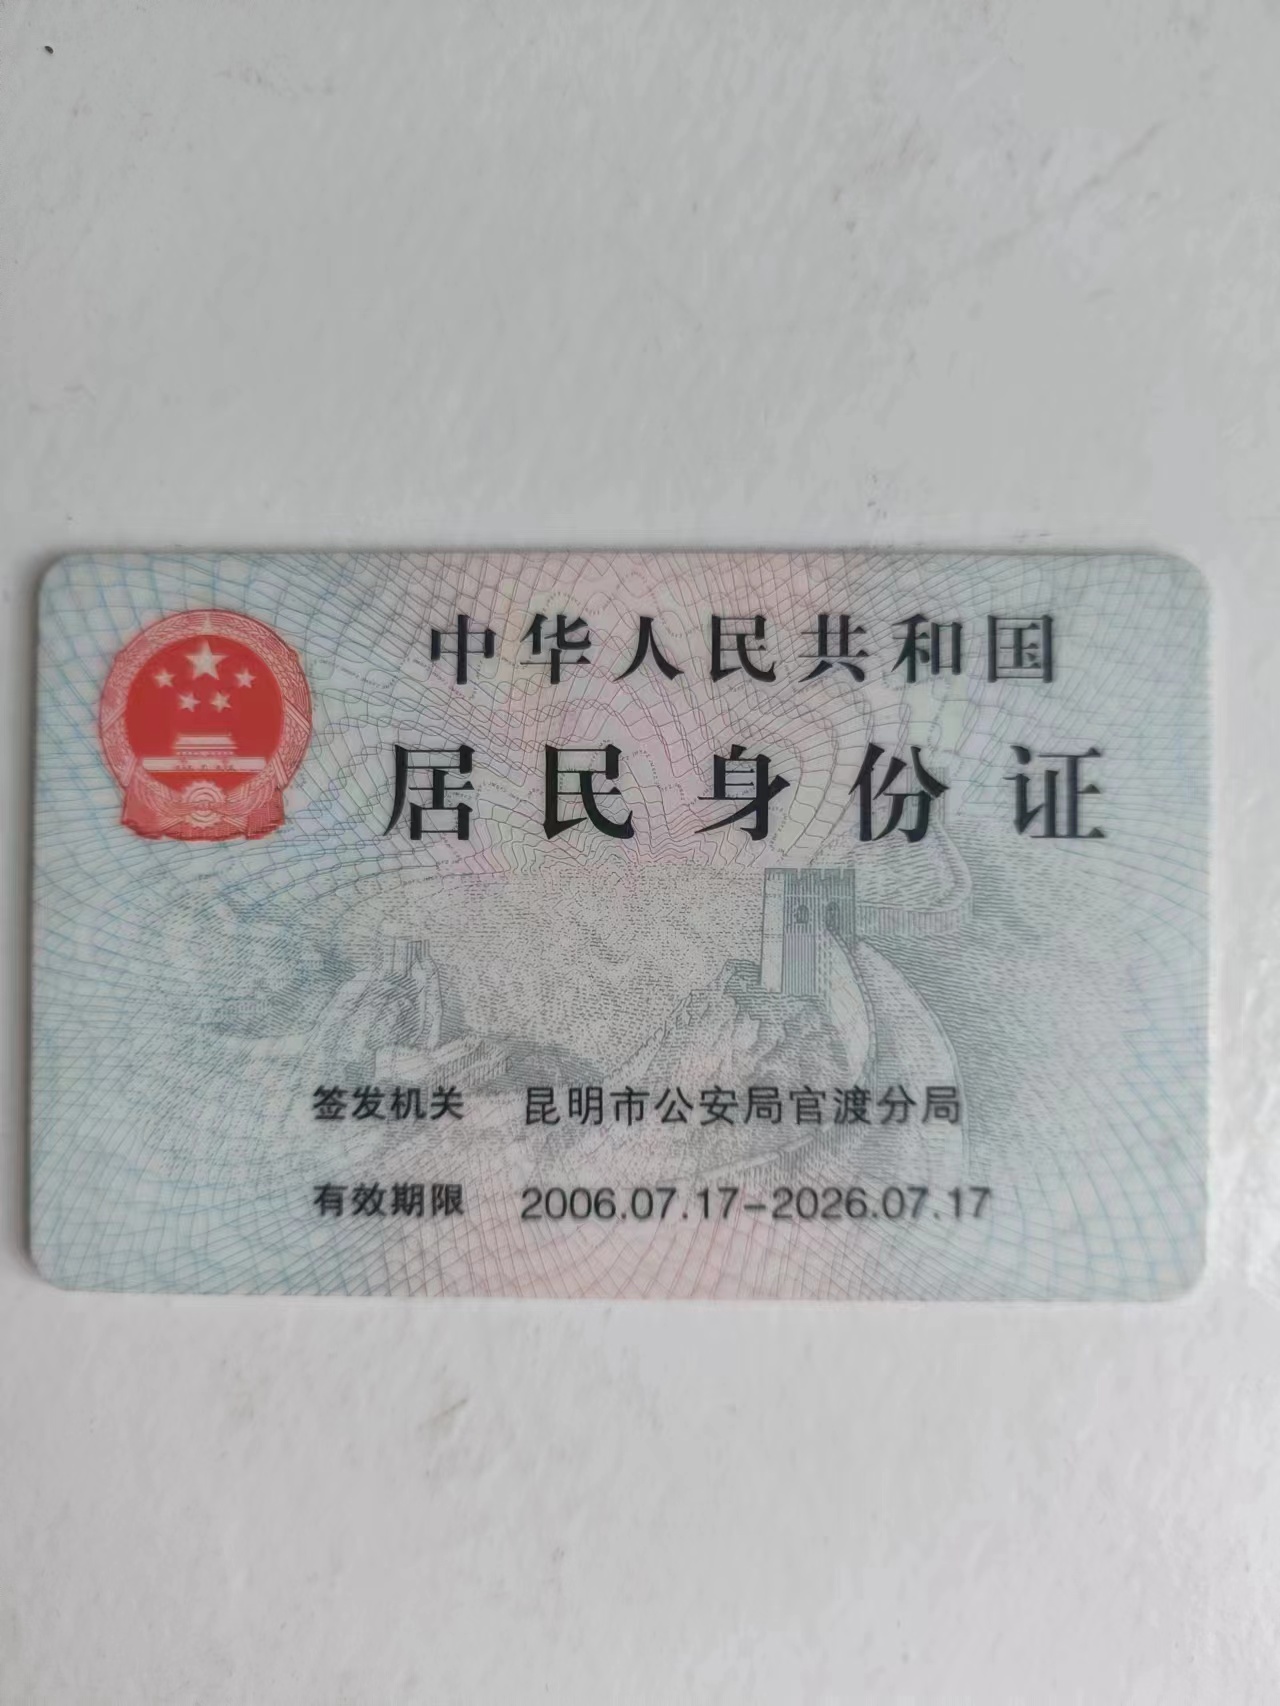 中华人民共和国
居民身份证
签发机关 昆明市公安局官渡分局
有效期限 2006.07.17-2026.07.17